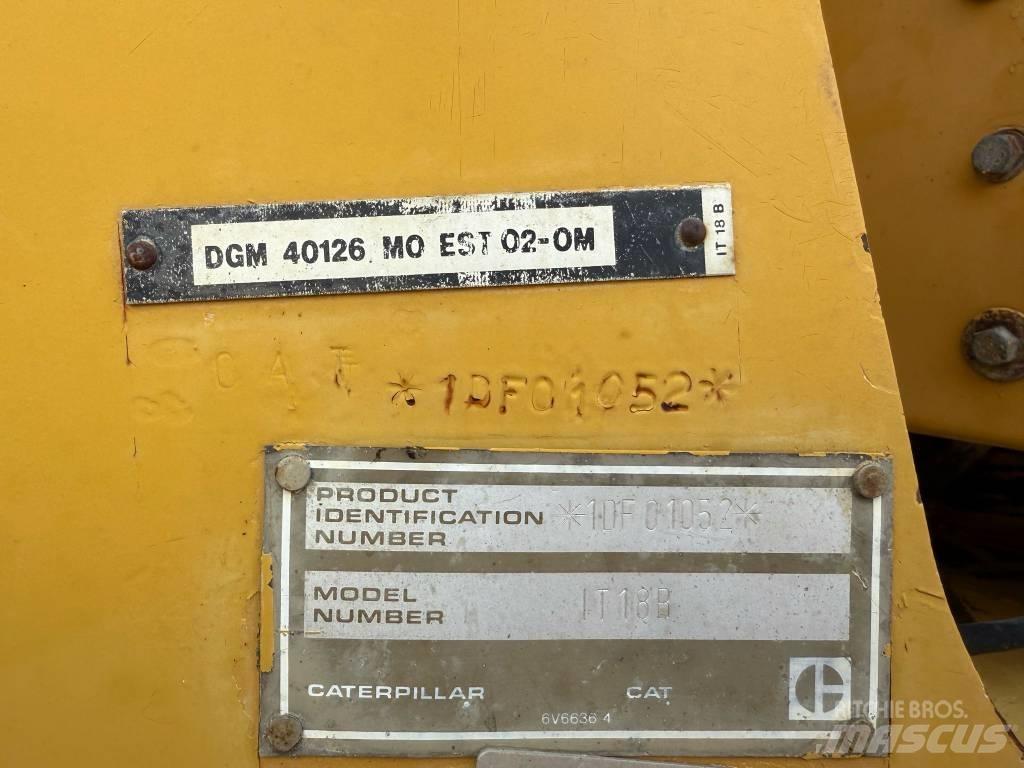 DGM 40126 MO EST 02-0M
IT 18 B
CAT *1DF01052*
PRODUCT
IDENTIFICATION *1DF01052*
NUMBER
MODEL
NUMBER IT18B
CATERPILLAR CAT
6V6636 4
RITCHIE BROS.
MASCUS